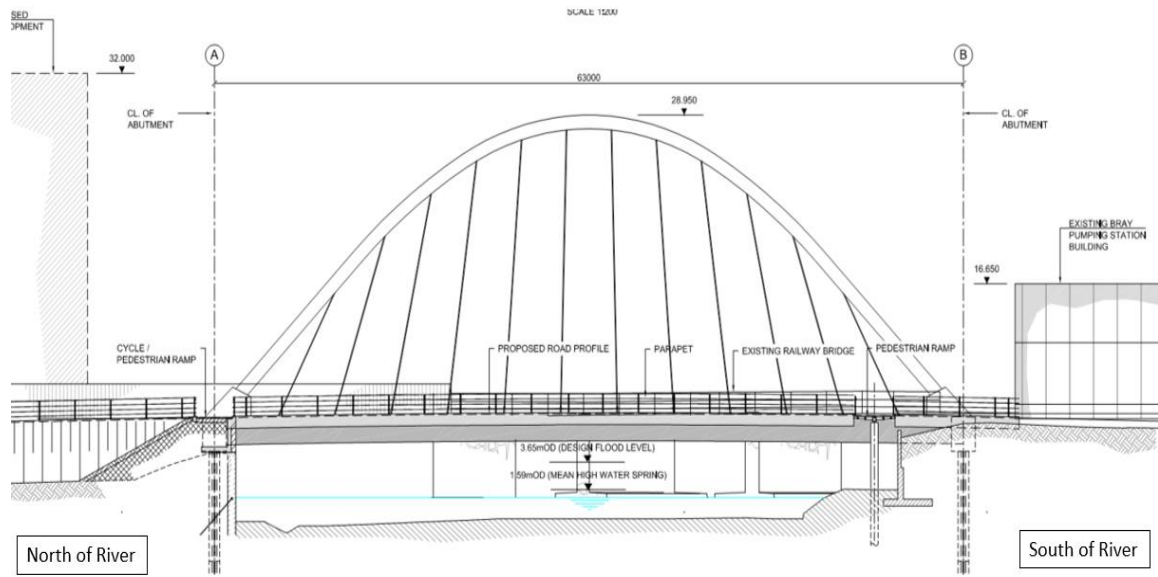 SED
OPMENT
SCALE 1:200
A
B
32.000
63000
CL. OF
ABUTMENT
28.950
CL. OF
ABUTMENT
EXISTING BRAY
PUMPING STATION
BUILDING
16.650
CYCLE /
PEDESTRIAN RAMP
PROPOSED ROAD PROFILE
PARAPET
EXISTING RAILWAY BRIDGE
PEDESTRIAN RAMP
3.65mOD (DESIGN FLOOD LEVEL)
1.59mOD (MEAN HIGH WATER SPRING)
North of River
South of River